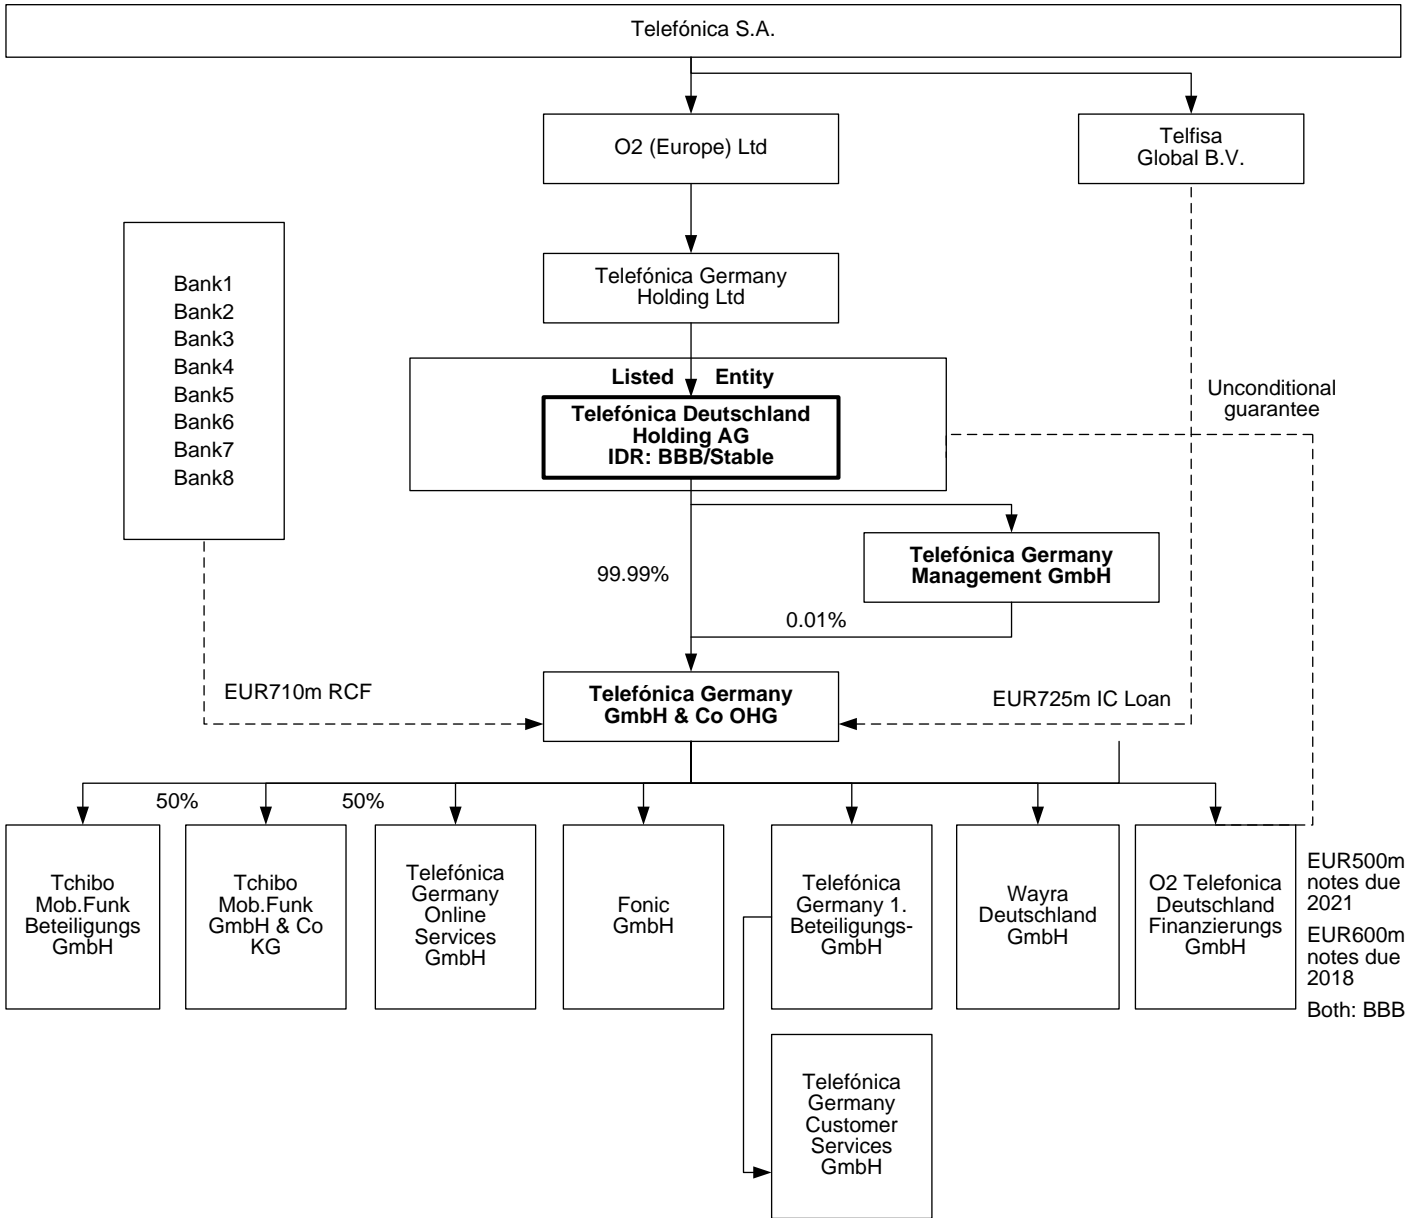 Telefónica S.A.
O2 (Europe) Ltd
Telfisa
Global B.V.
Bank1
Bank2
Bank3
Bank4
Bank5
Bank6
Bank7
Bank8
Telefónica Germany
Holding Ltd
Listed Entity
Telefónica Deutschland
Holding AG
IDR: BBB/Stable
Unconditional
guarantee
99.99%
Telefónica Germany
Management GmbH
0.01%
EUR710m RCF
Telefónica Germany
GmbH & Co OHG
EUR725m IC Loan
50%
50%
Tchibo
Mob.Funk
Beteiligungs
GmbH
Tchibo
Mob.Funk
GmbH & Co
KG
Telefónica
Germany
Online
Services
GmbH
Fonic
GmbH
Telefónica
Germany 1.
Beteiligungs-
GmbH
Wayra
Deutschland
GmbH
O2 Telefonica
Deutschland
Finanzierungs
GmbH
EUR500m
notes due
2021
EUR600m
notes due
2018
Both: BBB
Telefónica
Germany
Customer
Services
GmbH